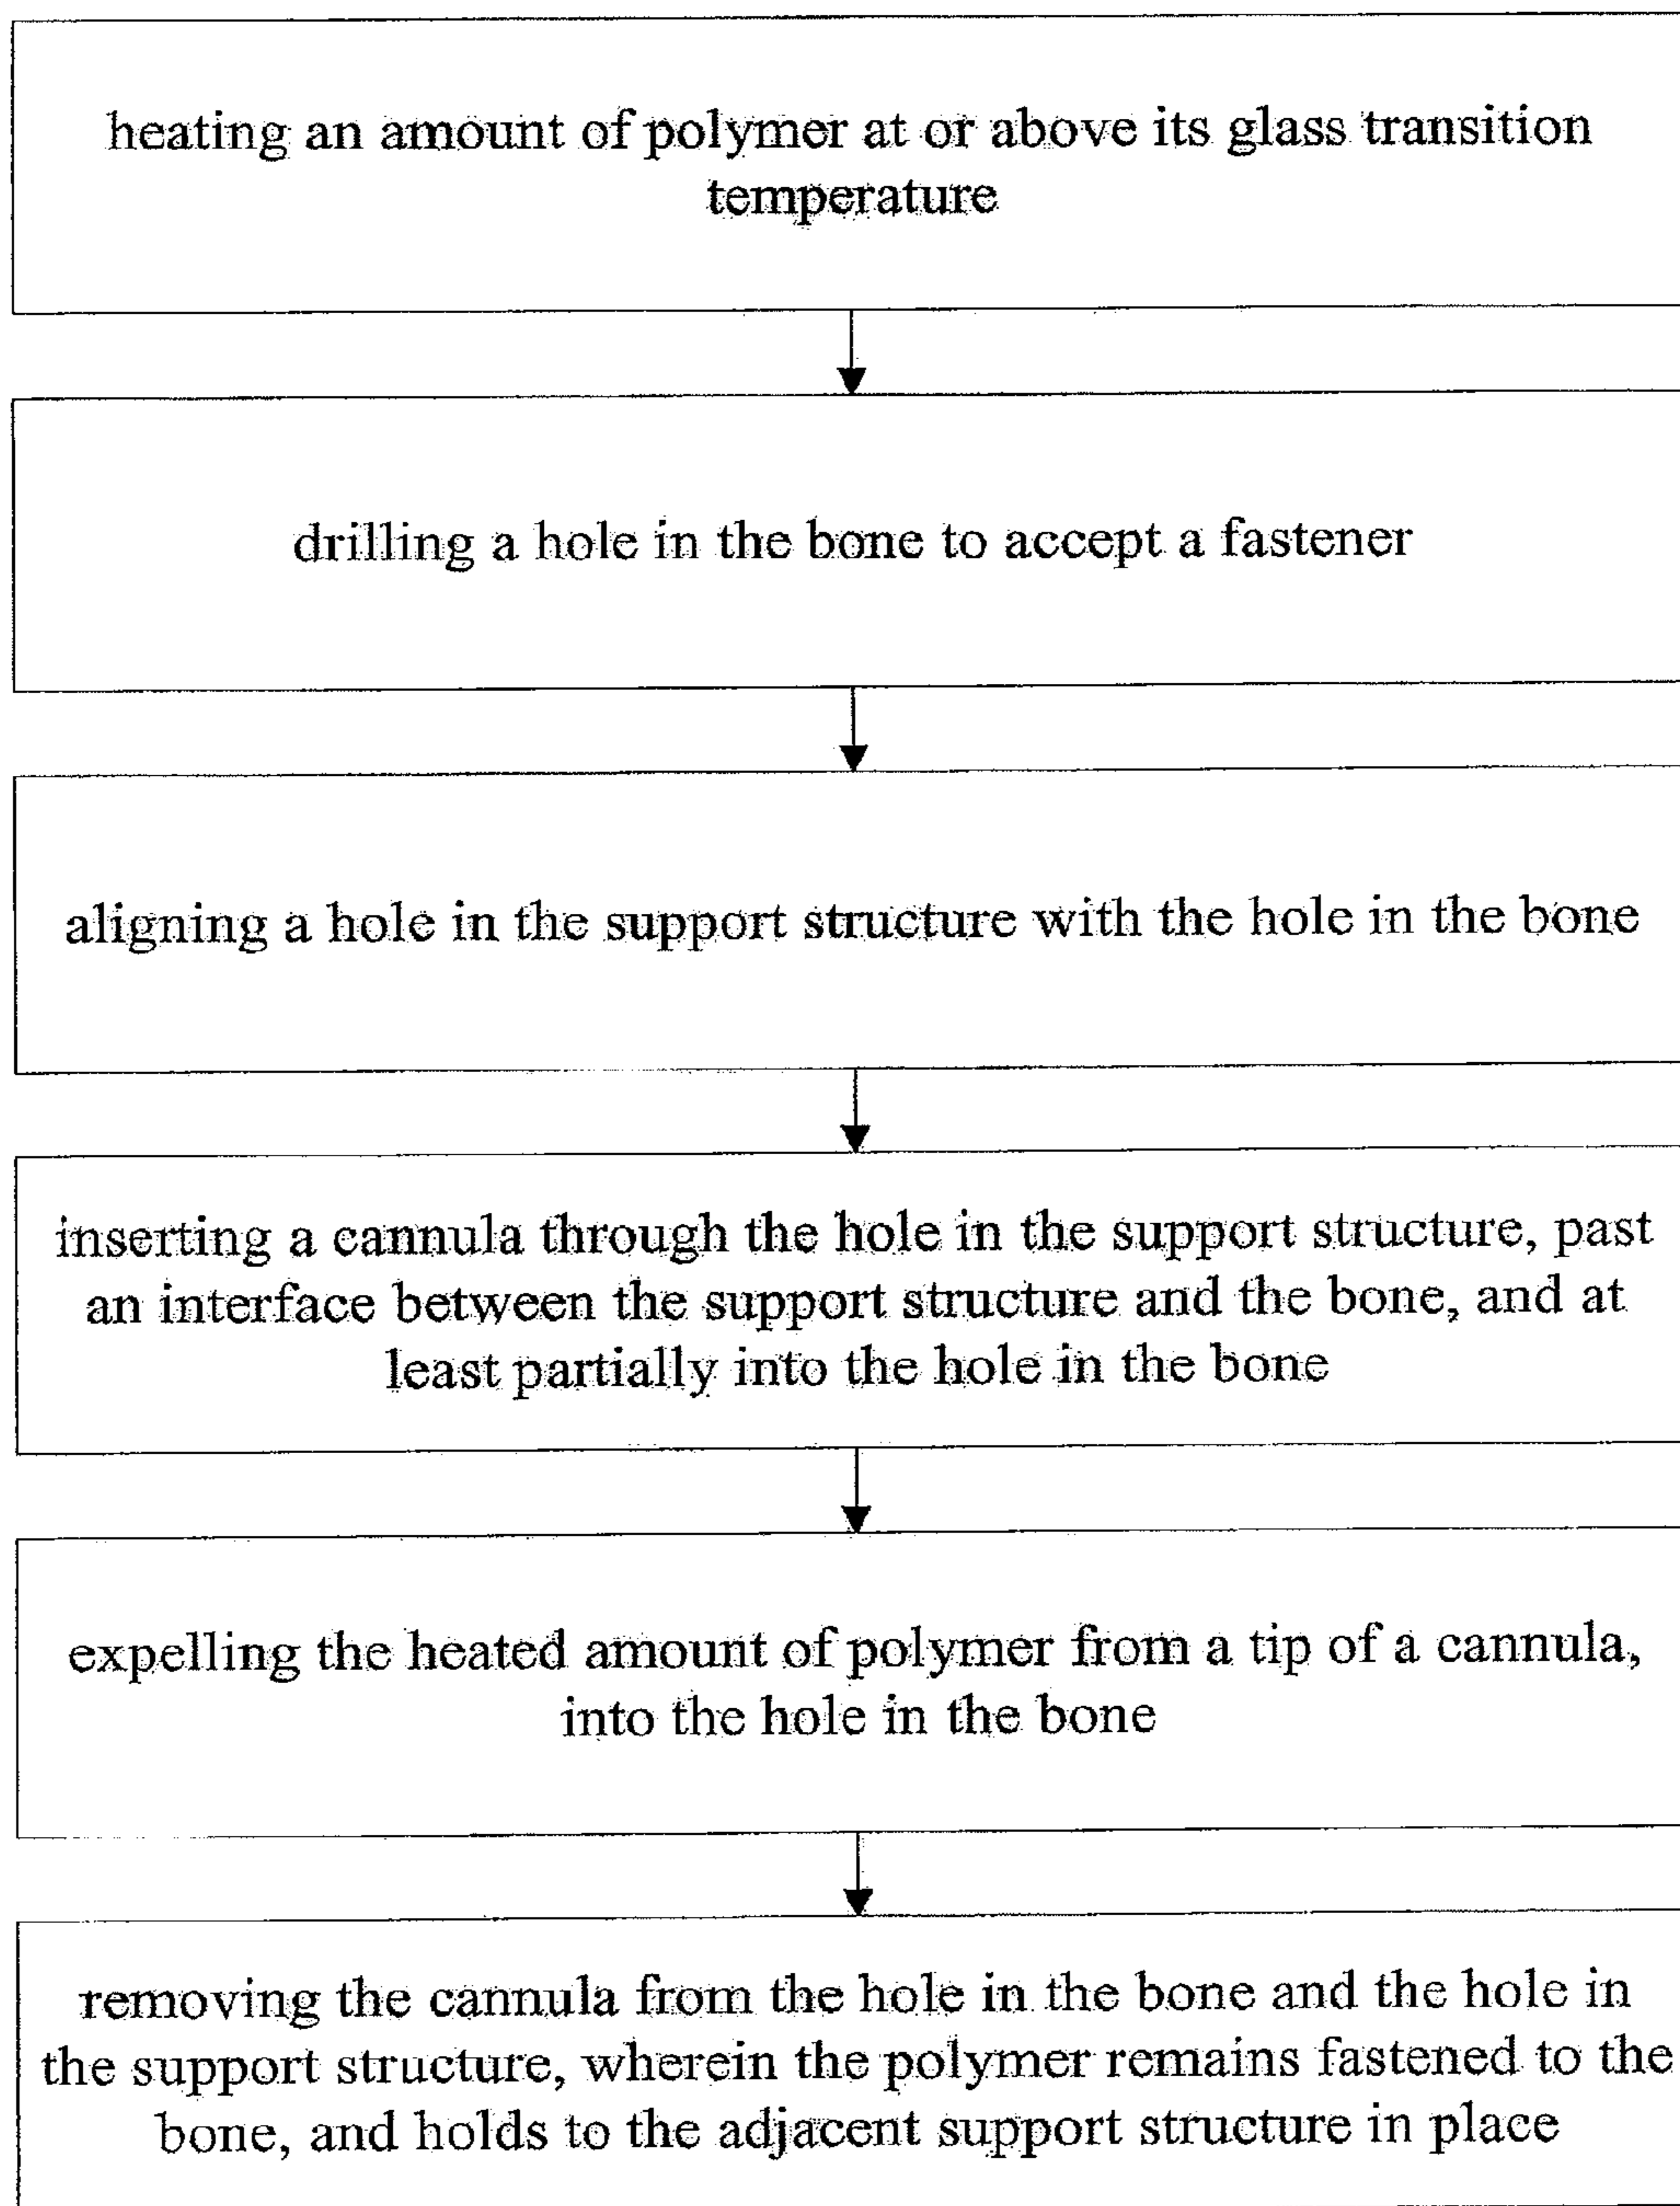 heating an amount of polymer at or above its glass transition
temperature
drilling a hole in the bone to accept a fastener
aligning a hole in the support structure with the hole in the bone
inserting a cannula through the hole in the support structure, past
an interface between the support structure and the bone, and at
least partially into the hole in the bone
expelling the heated amount of polymer from a tip of a cannula,
into the hole in the bone
removing the cannula from the hole in the bone and the hole in
the support structure, wherein the polymer remains fastened to the
bone, and holds to the adjacent support structure in place